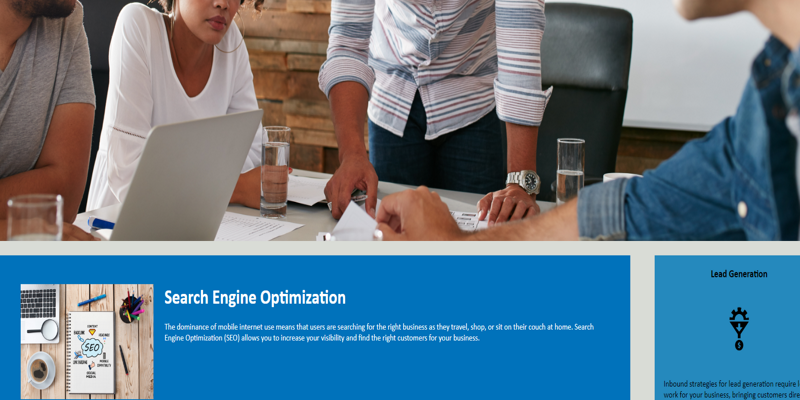 Search Engine Optimization
The dominance of mobile internet use means that users are searching for the right business as they travel, shop, or sit on their couch at home. Search
Engine Optimization (SEO) allows you to increase your visibility and find the right customers for your business.
SEO
Lead Generation
Inbound strategies for lead generation require
work for your business, bringing customers